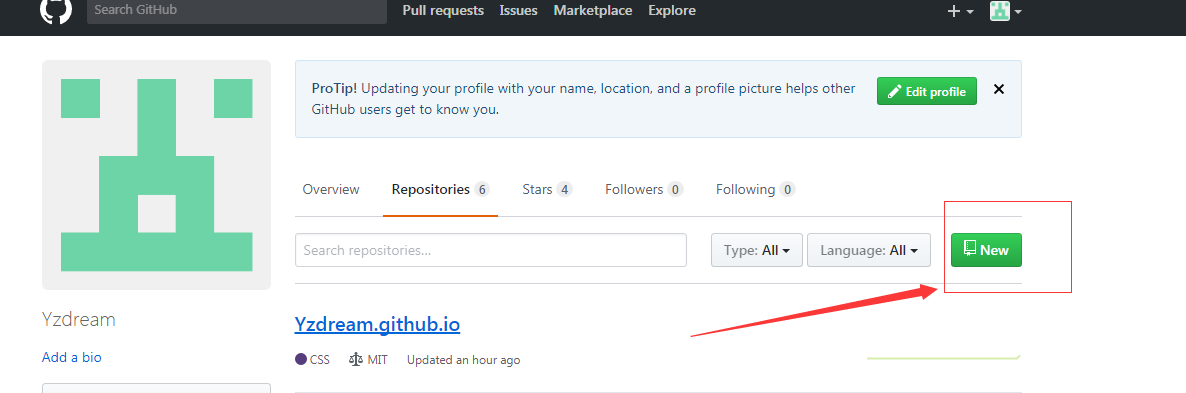 Search GitHub
Pull requests Issues Marketplace Explore
ProTip! Updating your profile with your name, location, and a profile picture helps other
GitHub users get to know you.
Edit profile
Overview Repositories 6 Stars 4 Followers 0 Following 0
Search repositories...
Type: All Language: All New
Yzdream
Add a bio
Yzdream.github.io
CSS MIT Updated an hour ago